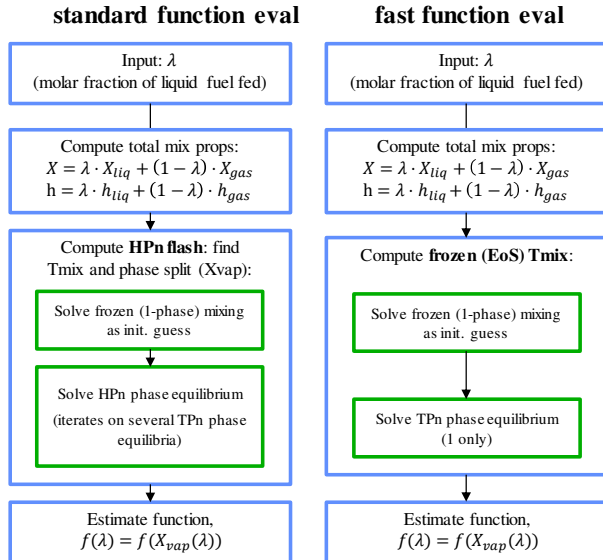 standard function eval
Input: λ
(molar fraction of liquid fuel fed)
Compute total mix props:
X = λ · X_liq + (1 − λ) · X_gas
h = λ · h_liq + (1 − λ) · h_gas
Compute HPn flash: find
Tmix and phase split (Xvap):
Solve frozen (1-phase) mixing
as init. guess
Solve HPn phase equilibrium
(iterates on several TPn phase
equilibria)
Estimate function,
f(λ) = f(X_vap(λ))
fast function eval
Input: λ
(molar fraction of liquid fuel fed)
Compute total mix props:
X = λ · X_liq + (1 − λ) · X_gas
h = λ · h_liq + (1 − λ) · h_gas
Compute frozen (EoS) Tmix:
Solve frozen (1-phase) mixing
as init. guess
Solve TPn phase equilibrium
(1 only)
Estimate function,
f(λ) = f(X_vap(λ))